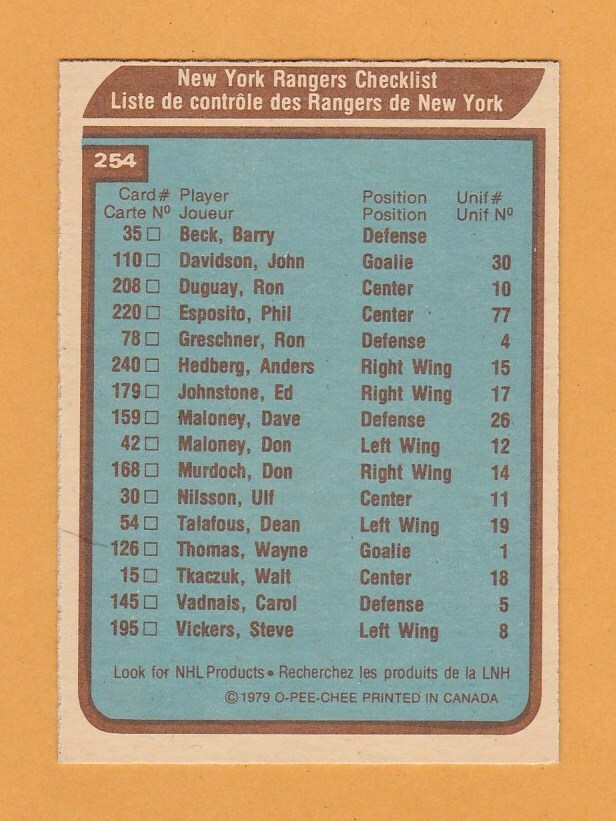 New York Rangers Checklist
Liste de contrôle des Rangers de New York
254
Card # Player Position Unif #
Carte Nº Joueur Position Unif Nº
35 □ Beck, Barry Defense
110 □ Davidson, John Goalie 30
208 □ Duguay, Ron Center 10
220 □ Esposito, Phil Center 77
78 □ Greschner, Ron Defense 4
240 □ Hedberg, Anders Right Wing 15
179 □ Johnstone, Ed Right Wing 17
159 □ Maloney, Dave Defense 26
42 □ Maloney, Don Left Wing 12
168 □ Murdoch, Don Right Wing 14
30 □ Nilsson, Ulf Center 11
54 □ Talafous, Dean Left Wing 19
126 □ Thomas, Wayne Goalie 1
15 □ Tkaczuk, Walt Center 18
145 □ Vadnais, Carol Defense 5
195 □ Vickers, Steve Left Wing 8
Look for NHL Products • Recherchez les produits de la LNH
© 1979 O-PEE-CHEE PRINTED IN CANADA